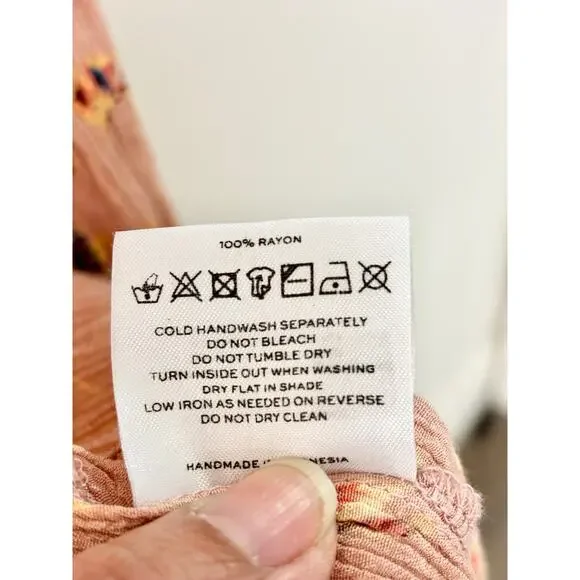 100% RAYON
COLD HANDWASH SEPARATELY
DO NOT BLEACH
DO NOT TUMBLE DRY
TURN INSIDE OUT WHEN WASHING
DRY FLAT IN SHADE
LOW IRON AS NEEDED ON REVERSE
DO NOT DRY CLEAN
HANDMADE